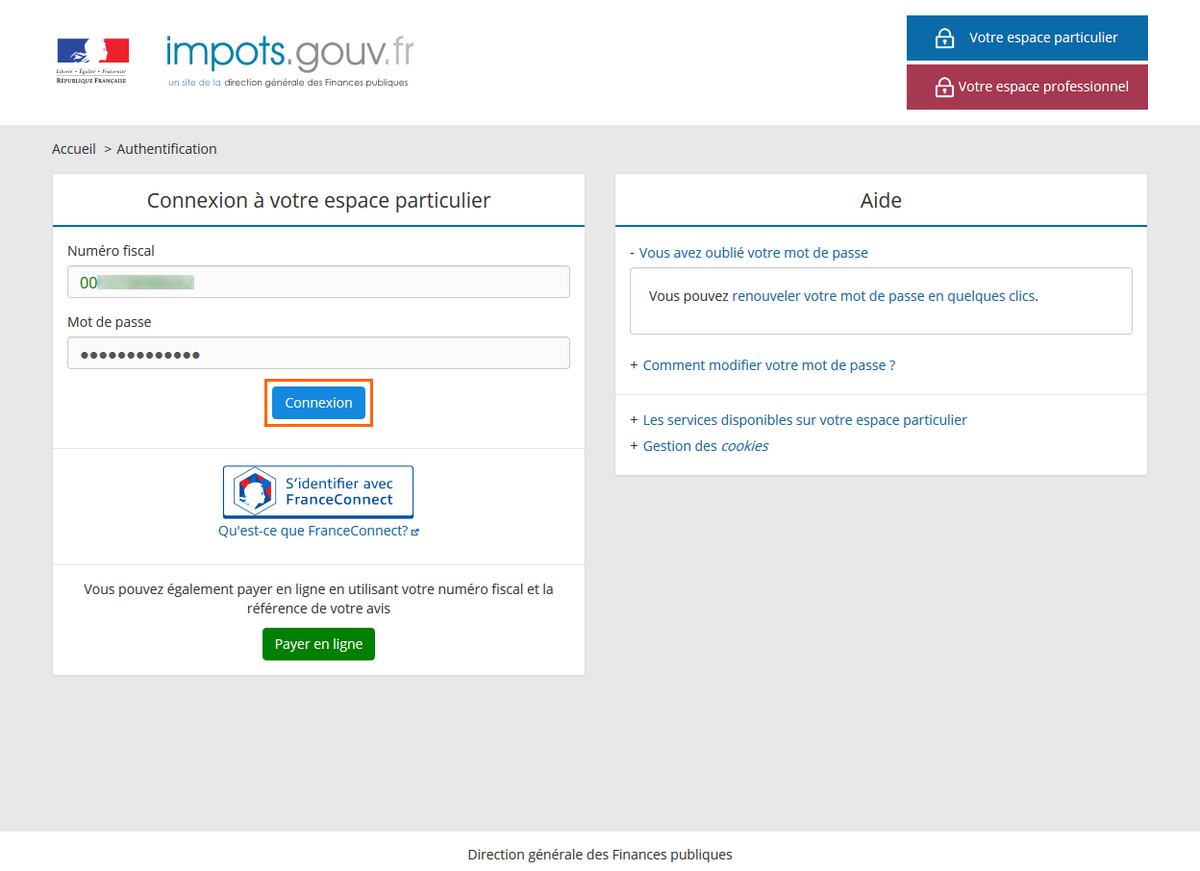 Liberté • Égalité • Fraternité
RÉPUBLIQUE FRANÇAISE
impots.gouv.fr
un site de la direction générale des Finances publiques
Votre espace particulier
Votre espace professionnel
Accueil > Authentification
Connexion à votre espace particulier
Numéro fiscal
00
Mot de passe
•••••••••••••
Connexion
S'identifier avec
FranceConnect
Qu'est-ce que FranceConnect?
Vous pouvez également payer en ligne en utilisant votre numéro fiscal et la
référence de votre avis
Payer en ligne
Aide
- Vous avez oublié votre mot de passe
Vous pouvez renouveler votre mot de passe en quelques clics.
+ Comment modifier votre mot de passe ?
+ Les services disponibles sur votre espace particulier
+ Gestion des cookies
Direction générale des Finances publiques